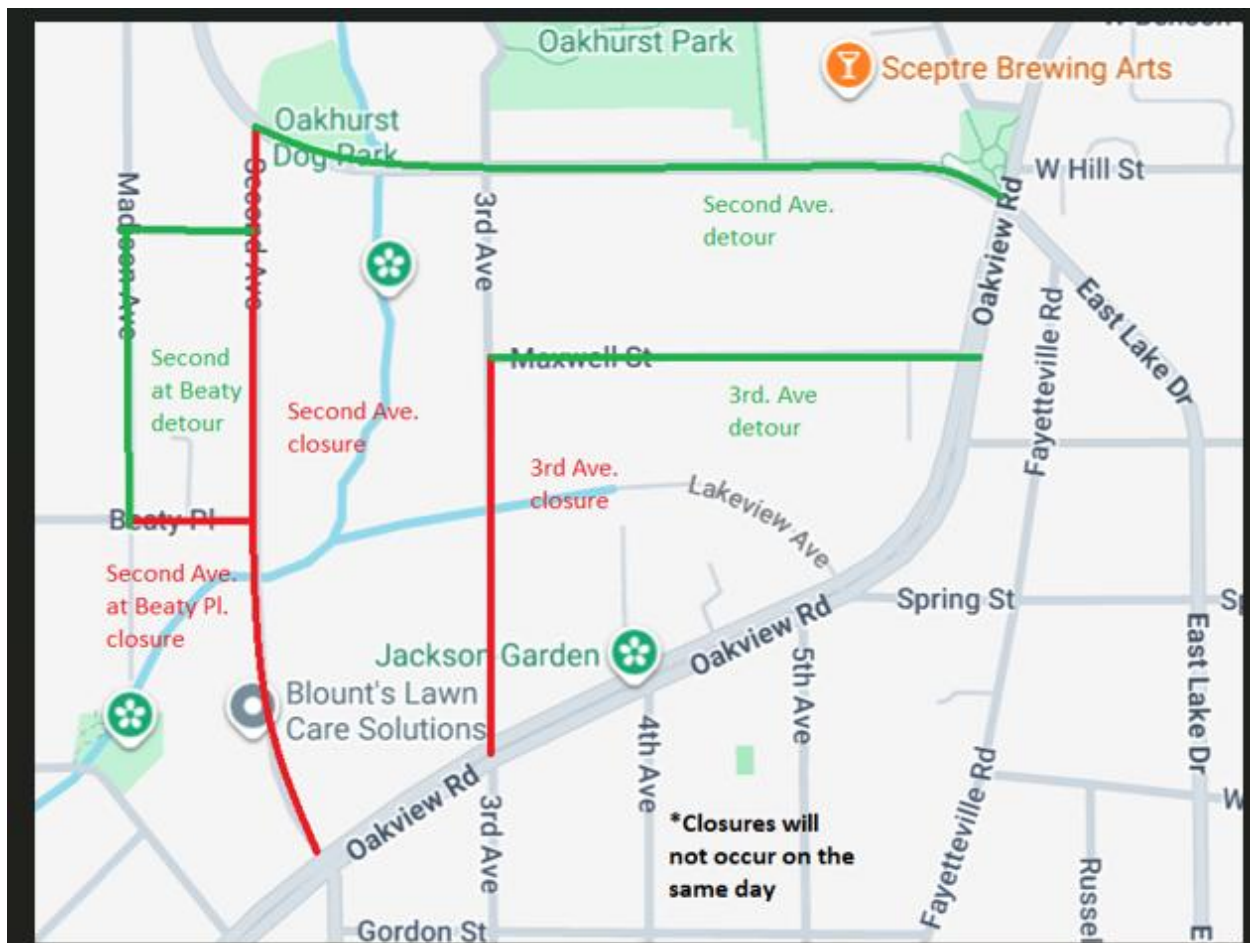 Oakhurst Park
Sceptre Brewing Arts
Oakhurst
Dog Park
W Hill St
Madison Ave
Second Ave
3rd Ave
Second Ave.
detour
Oakview Rd
Fayetteville Rd
East Lake Dr
Second
at Beaty
detour
Maxwell St
Second Ave.
closure
3rd. Ave
detour
3rd Ave.
closure
Lakeview Ave
Beaty Pl
Second Ave.
at Beaty Pl.
closure
Spring St
Jackson Garden
Oakview Rd
5th Ave
East Lake Dr
Blount's Lawn
Care Solutions
4th Ave
Oakview Rd
3rd Ave
Fayetteville Rd
*Closures will
not occur on the
same day
Gordon St